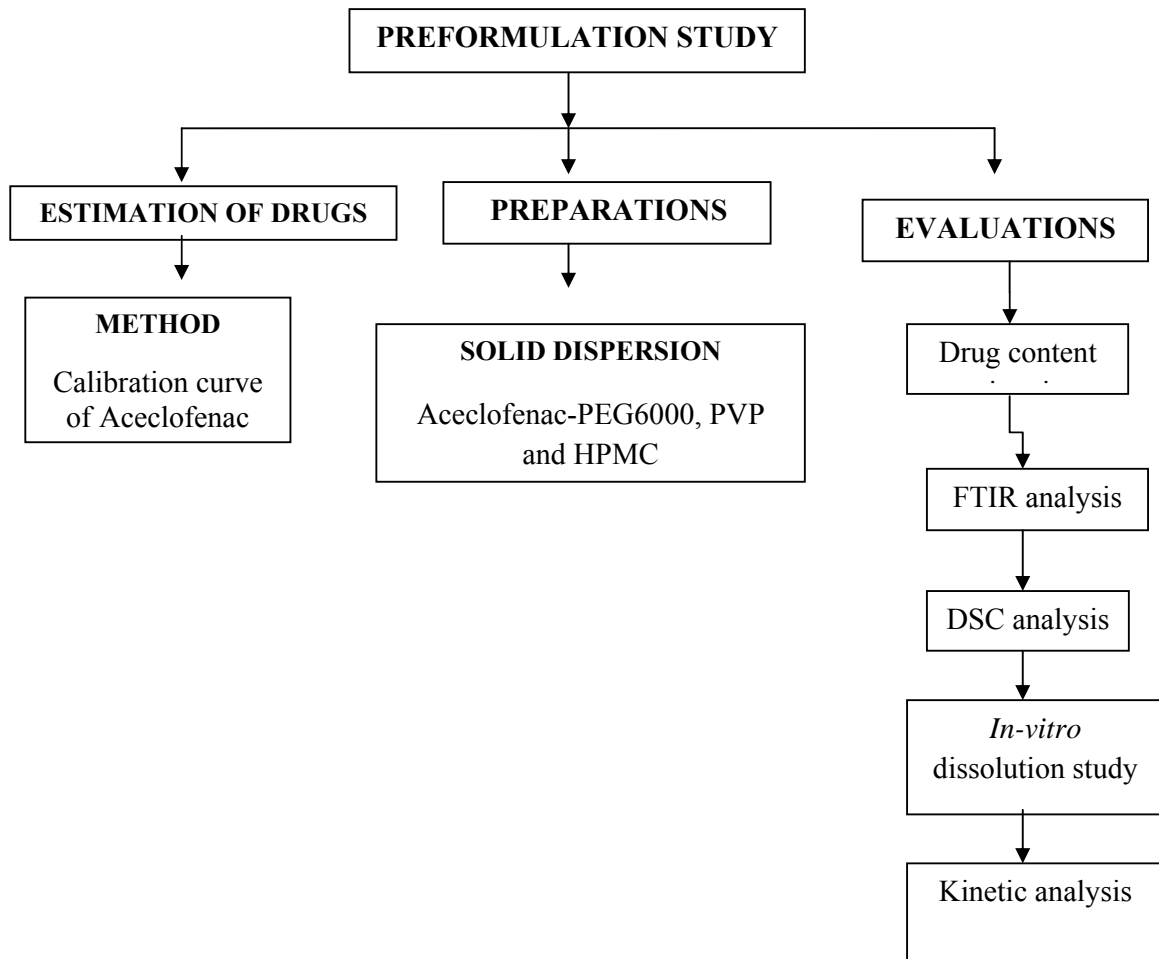 PREFORMULATION STUDY
ESTIMATION OF DRUGS
METHOD
Calibration curve
of Aceclofenac
PREPARATIONS
SOLID DISPERSION
Aceclofenac-PEG6000, PVP
and HPMC
EVALUATIONS
Drug content
FTIR analysis
DSC analysis
In-vitro
dissolution study
Kinetic analysis